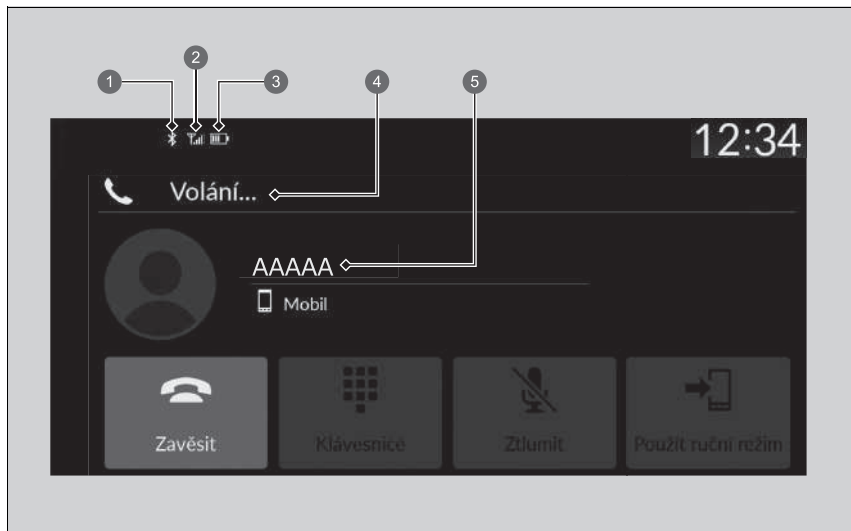 2
1 3 4 5
12:34
Volání...
AAAAA
Mobil
Zavěsit Klávesnice Ztlumit Použít ruční režim